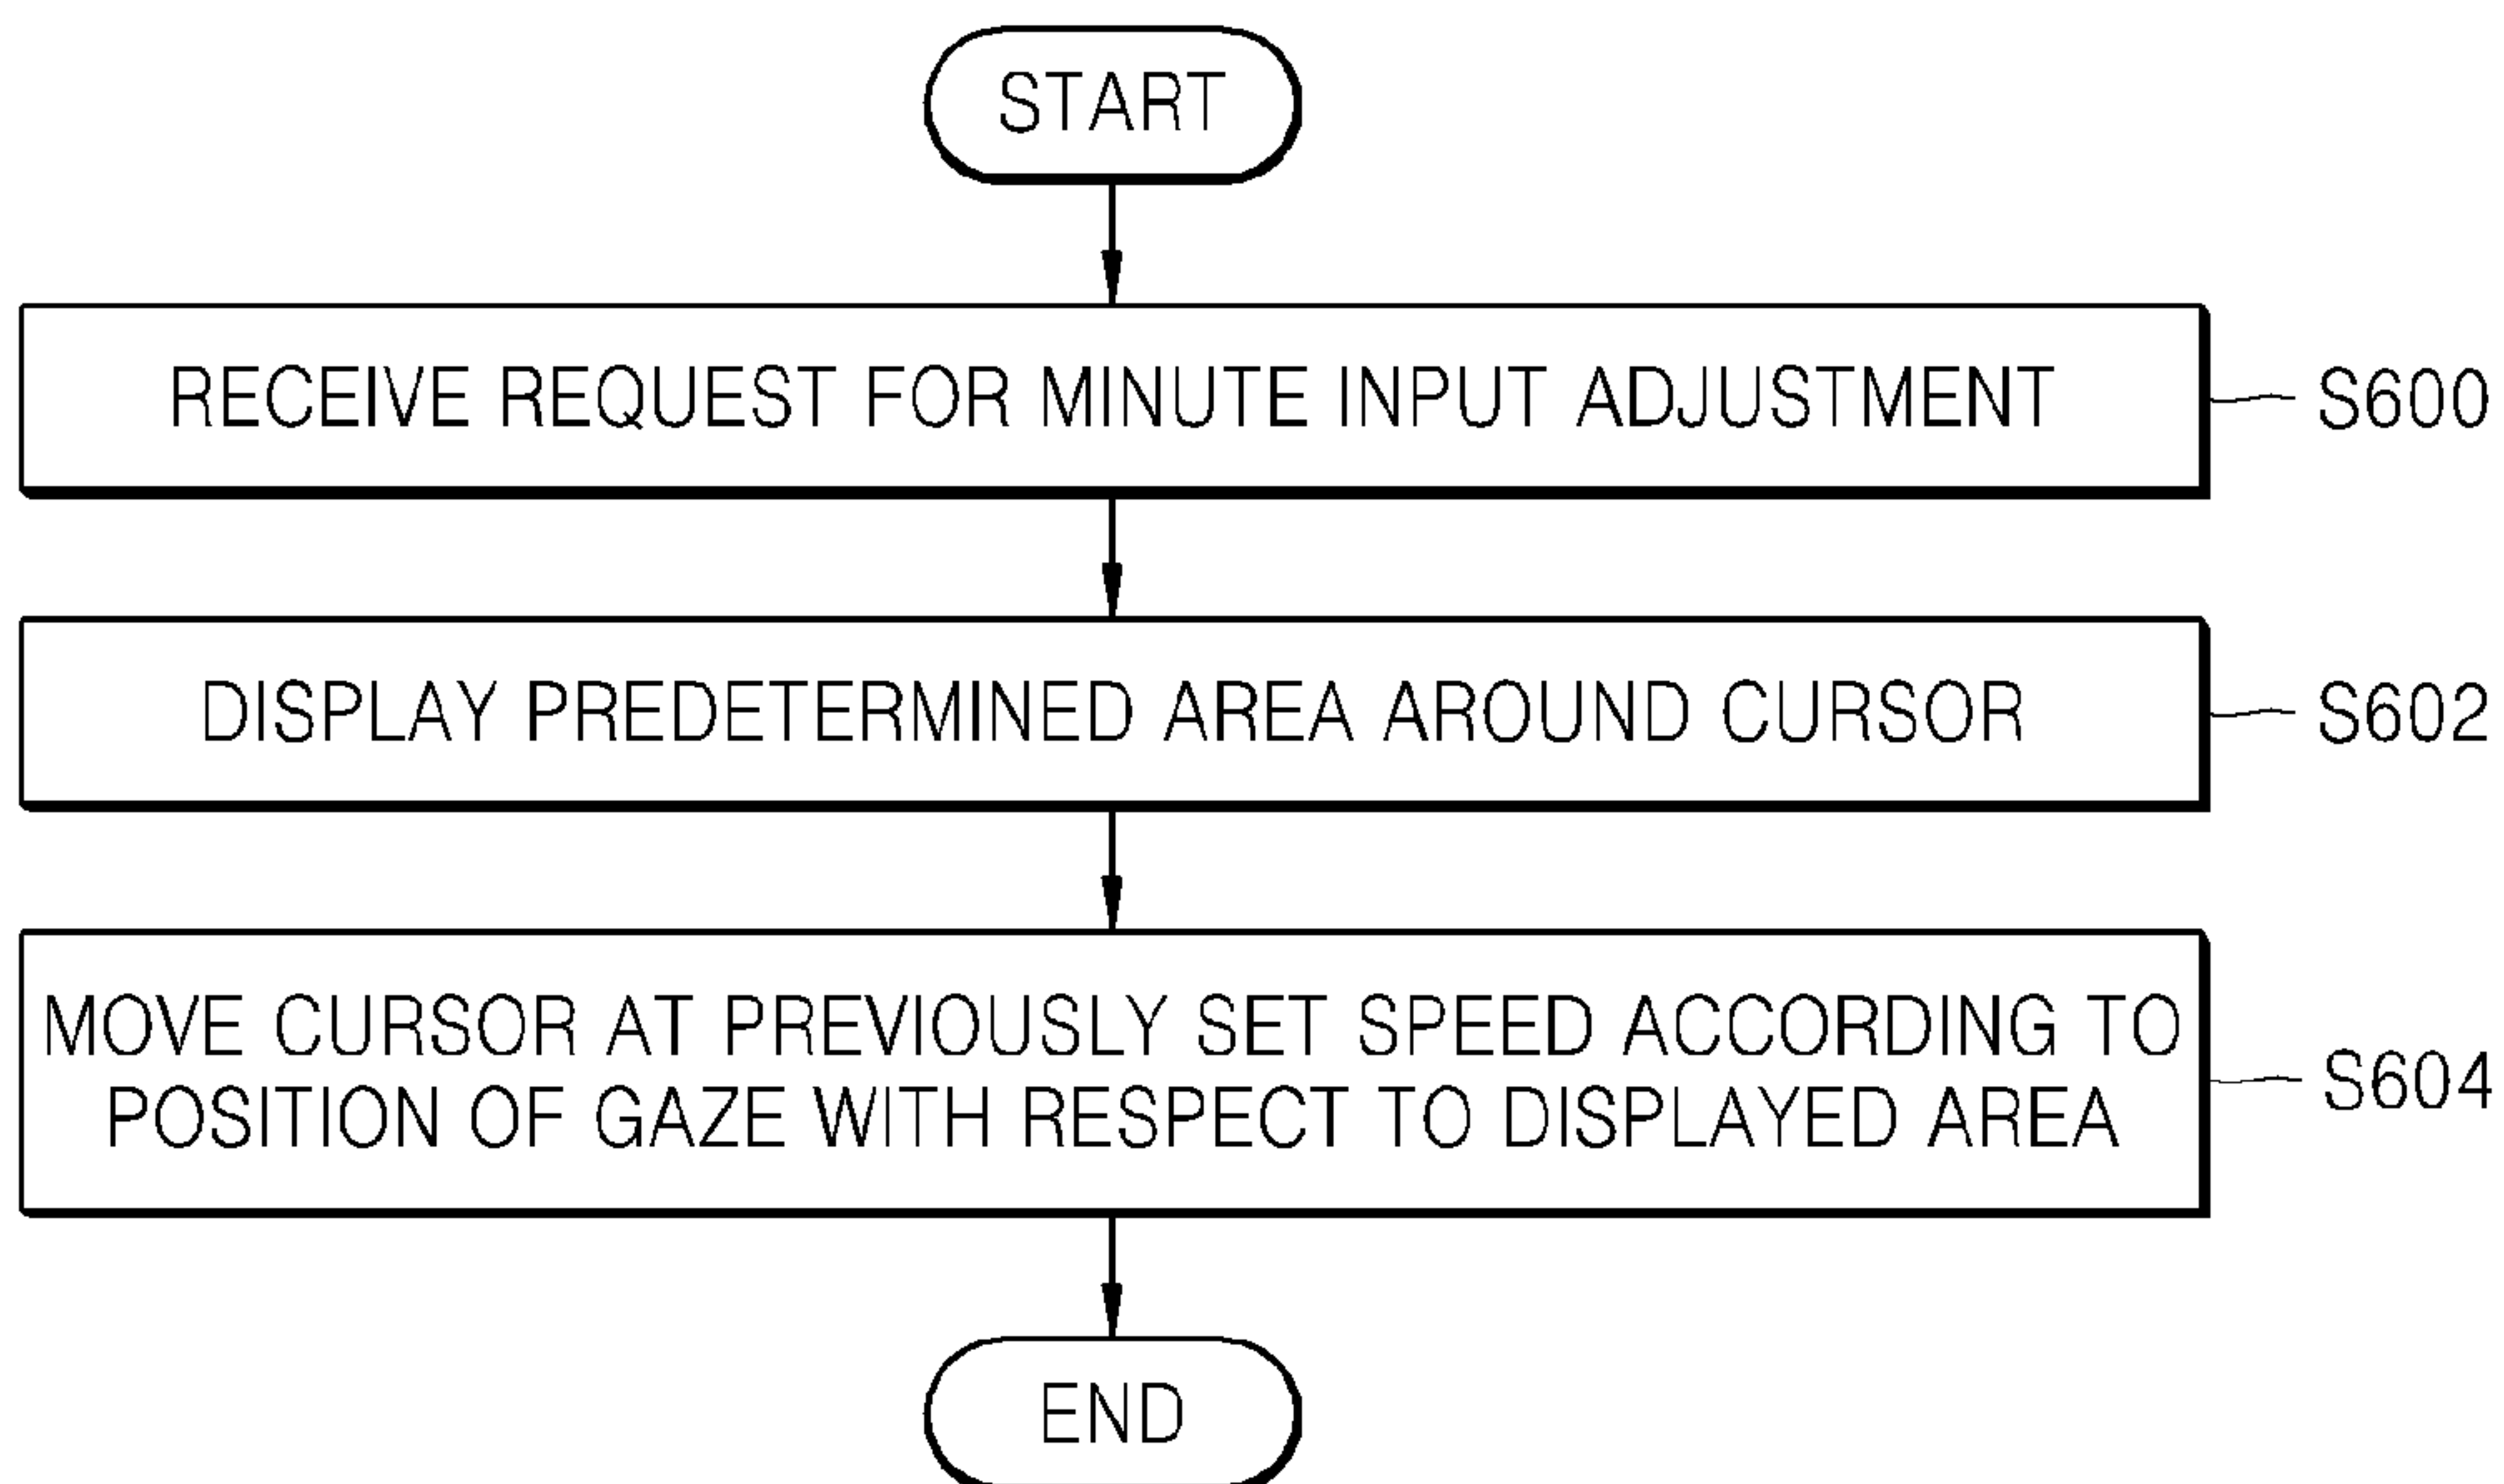 START
RECEIVE REQUEST FOR MINUTE INPUT ADJUSTMENT
S600
DISPLAY PREDETERMINED AREA AROUND CURSOR
S602
MOVE CURSOR AT PREVIOUSLY SET SPEED ACCORDING TO
POSITION OF GAZE WITH RESPECT TO DISPLAYED AREA
S604
END